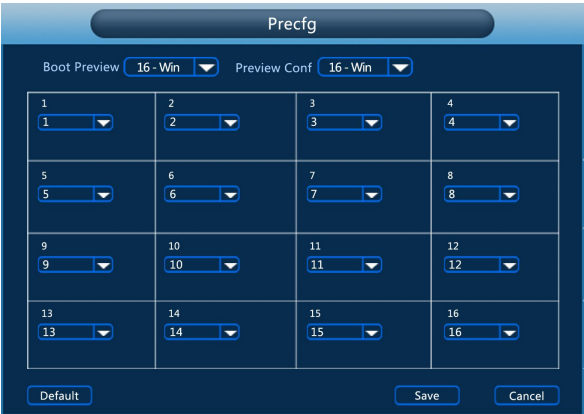 Precfg
Boot Preview 16 - Win Preview Conf 16 - Win
1 2 3 4
1 2 3 4
5 6 7 8
5 6 7 8
9 10 11 12
9 10 11 12
13 14 15 16
13 14 15 16
Default Save Cancel